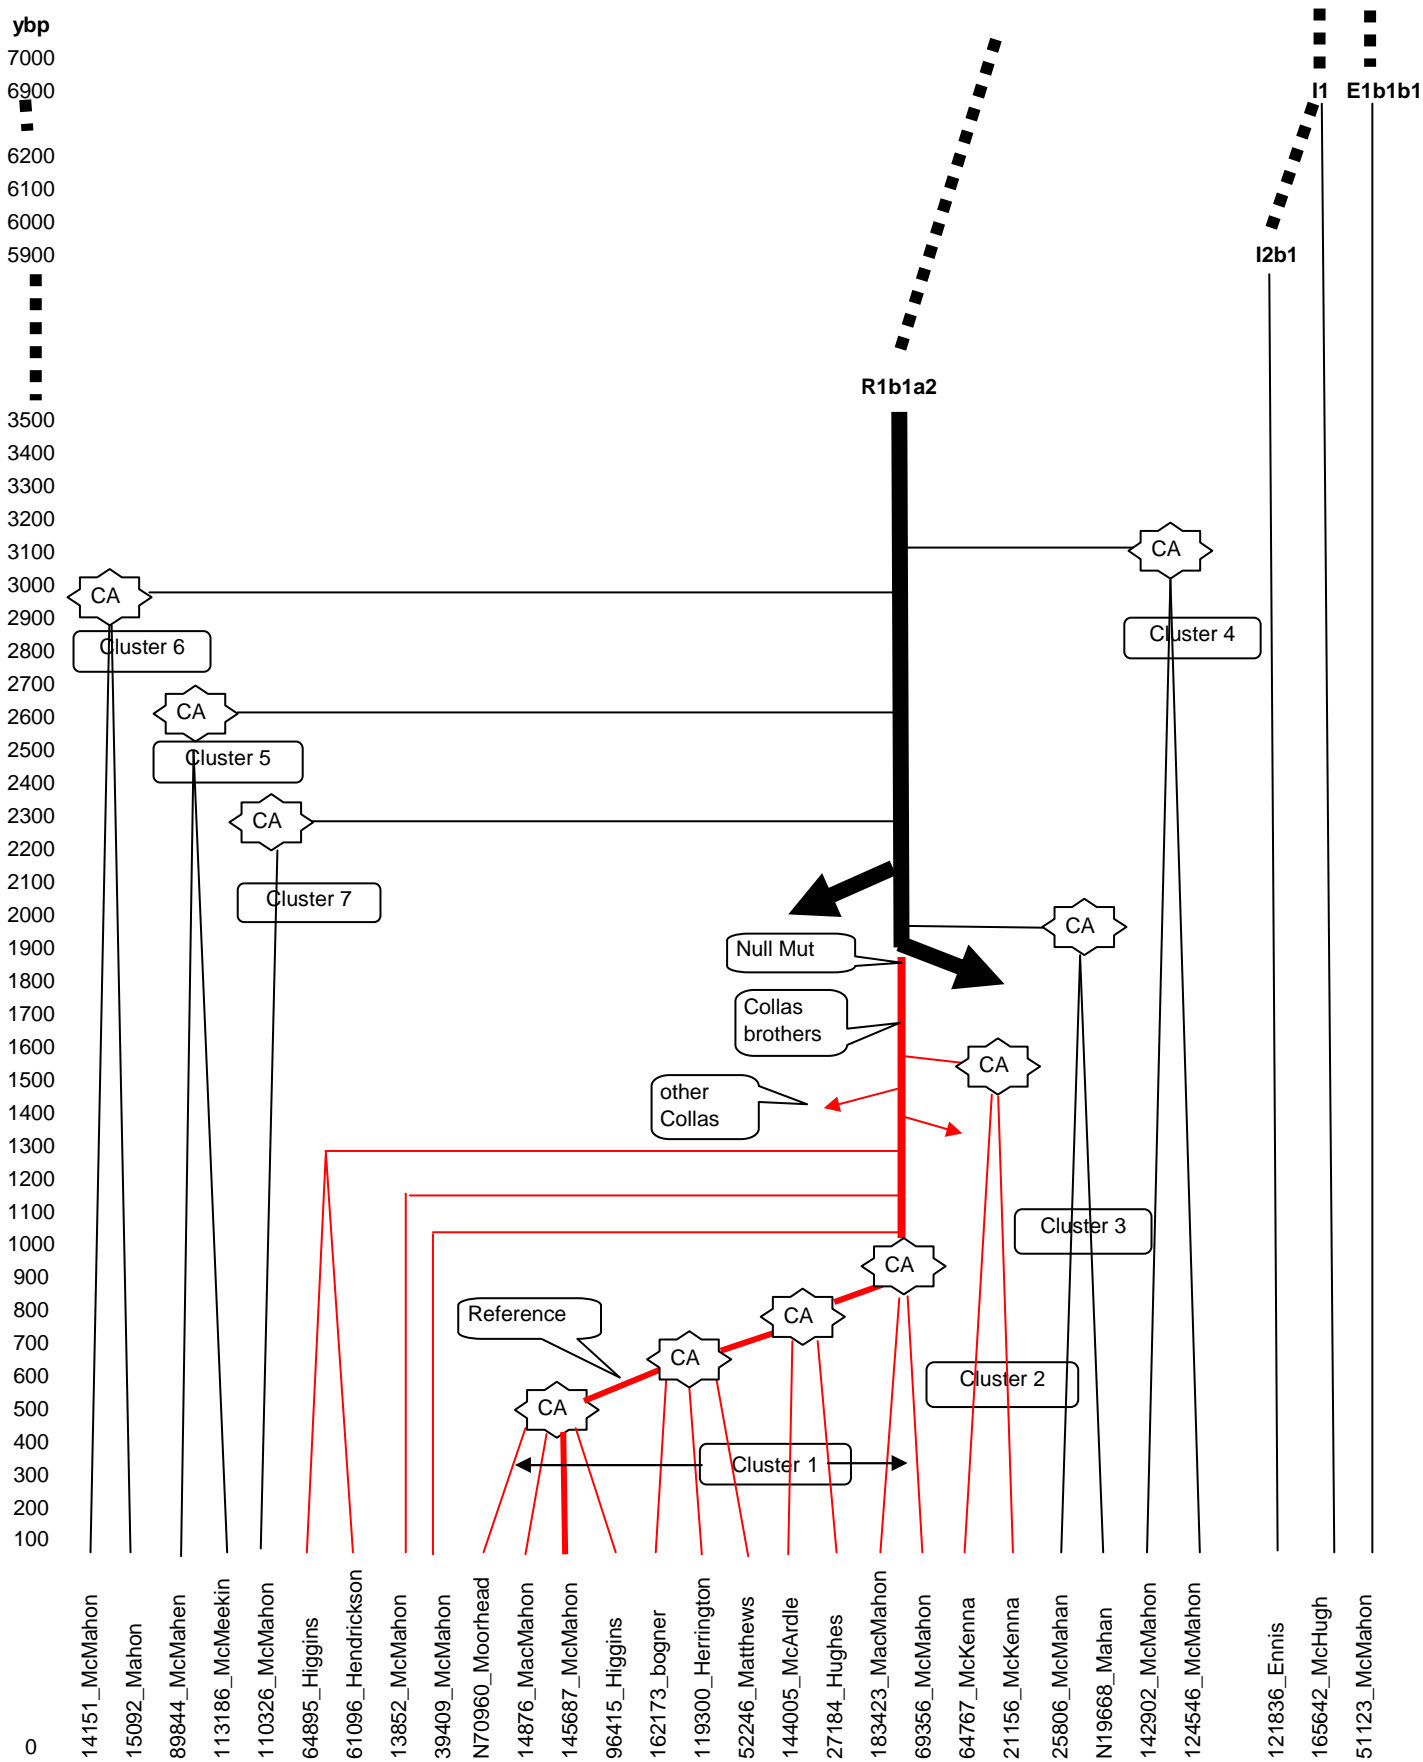 ybp
7000
6900
I1 E1b1b1
6200
6100
6000
5900
I2b1
R1b1a2
3500
3400
3300
3200
3100
CA
3000
CA
2900
2800
Cluster 6
Cluster 4
2700
2600
CA
2500
Cluster 5
2400
2300
CA
2200
2100
Cluster 7
2000
CA
1900
Null Mut
1800
1700
Collas
brothers
1600
CA
1500
other
Collas
1400
1300
1200
1100
Cluster 3
1000
CA
900
800
Reference
CA
700
CA
600
Cluster 2
500
CA
400
Cluster 1
300
200
100
0
14151_McMahon
15092_Mahon
89844_McMahen
113186_McMeekin
110326_McMahon
64895_Higgins
61096_Hendrickson
13852_McMahon
39409_McMahon
N70960_Moorhead
14876_MacMahon
145687_McMahon
96415_Higgins
162173_bogner
119300_Herrington
52246_Matthews
144005_McArdle
27184_Hughes
183423_MacMahon
69356_McMahon
64767_McKenna
21156_McKenna
25806_McMahan
N19668_Mahan
142902_McMahon
124546_McMahon
121836_Ennis
165642_McHugh
51123_McMahon